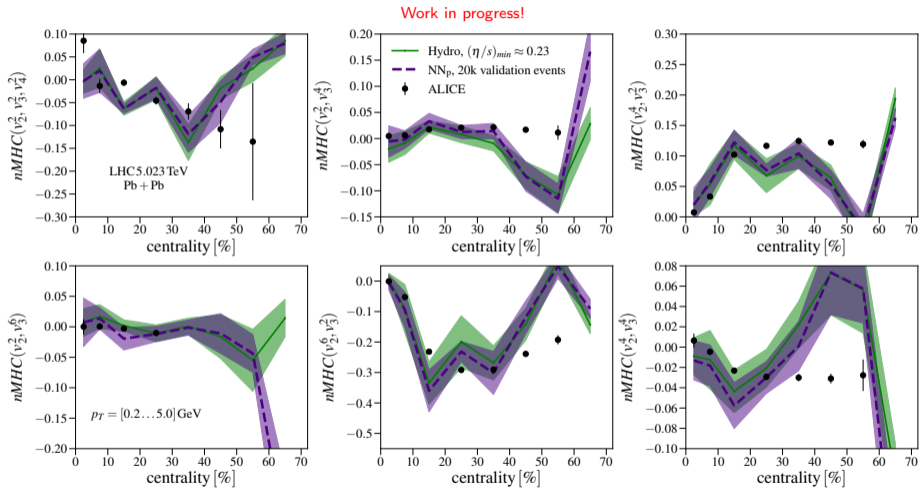 Work in progress!
nMHC(v₂², v₃², v₄²)
0.10
0.05
0.00
−0.05
−0.10
−0.15
−0.20
−0.25
−0.30
LHC 5.023 TeV
Pb + Pb
0 10 20 30 40 50 60 70
centrality [%]
nMHC(v₂², v₃⁴)
0.20
0.15
0.10
0.05
0.00
−0.05
−0.10
−0.15
Hydro, (η/s)min ≈ 0.23
NNp, 20k validation events
ALICE
0 10 20 30 40 50 60 70
centrality [%]
nMHC(v₂⁴, v₃²)
0.30
0.25
0.20
0.15
0.10
0.05
0.00
0 10 20 30 40 50 60 70
centrality [%]
nMHC(v₂², v₃⁶)
0.10
0.05
0.00
−0.05
−0.10
−0.15
−0.20
pT = [0.2…5.0] GeV
0 10 20 30 40 50 60 70
centrality [%]
nMHC(v₂⁶, v₃²)
0.0
−0.1
−0.2
−0.3
−0.4
−0.5
0 10 20 30 40 50 60 70
centrality [%]
nMHC(v₂⁴, v₃⁴)
0.08
0.06
0.04
0.02
0.00
−0.02
−0.04
−0.06
−0.08
−0.10
0 10 20 30 40 50 60 70
centrality [%]